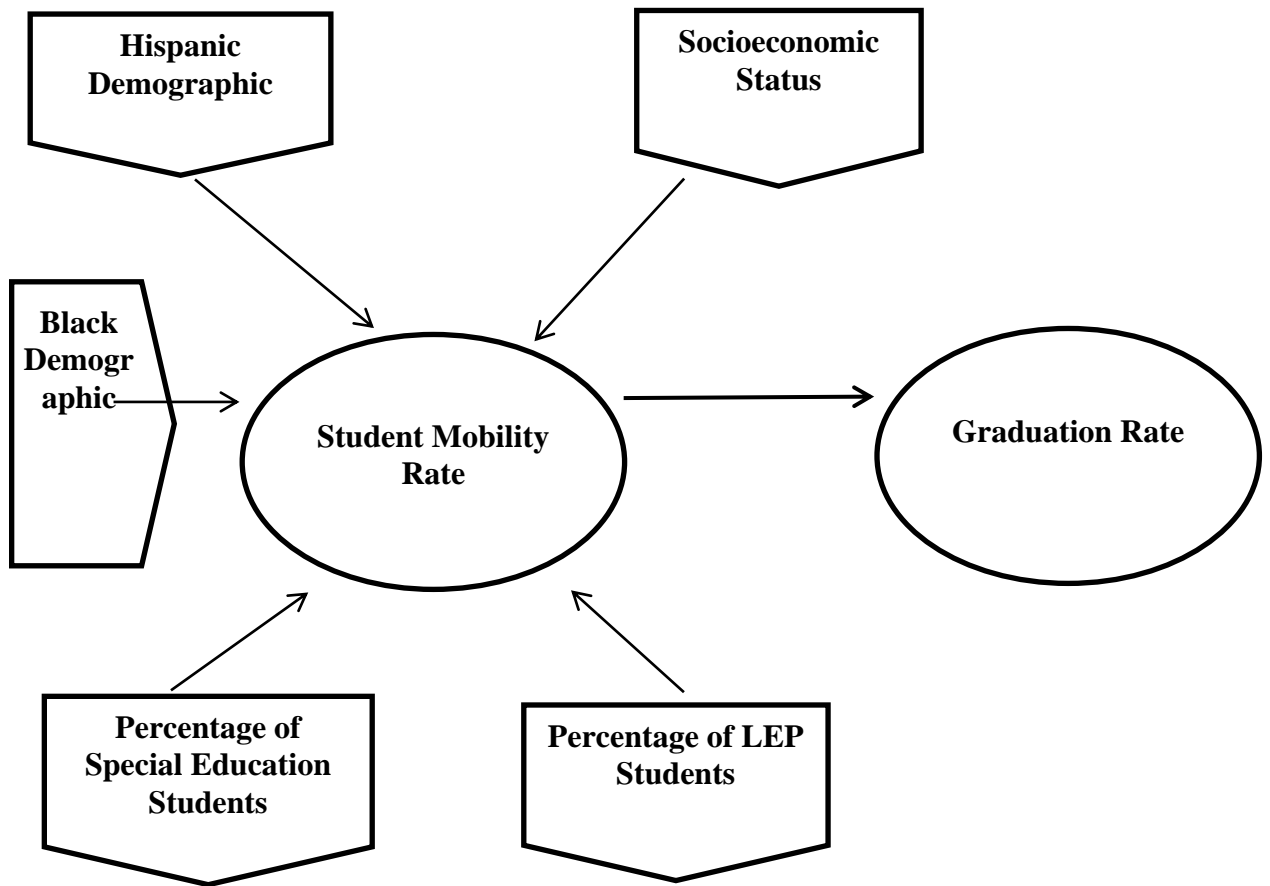 Hispanic
Demographic
Socioeconomic
Status
Black
Demogr
aphic
Student Mobility
Rate
Graduation Rate
Percentage of
Special Education
Students
Percentage of LEP
Students